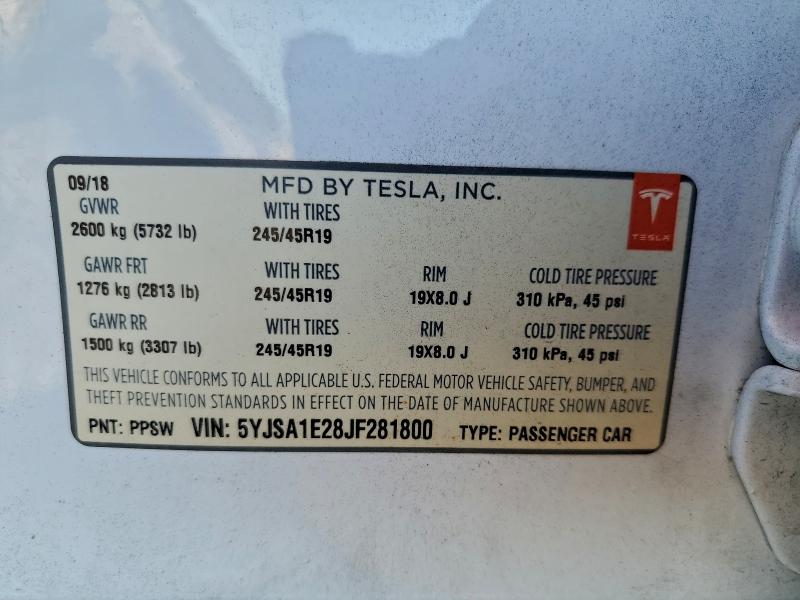 09/18 MFD BY TESLA, INC.
GVWR WITH TIRES
2600 kg (5732 lb) 245/45R19
TESLA
GAWR FRT WITH TIRES RIM COLD TIRE PRESSURE
1276 kg (2813 lb) 245/45R19 19X8.0 J 310 kPa, 45 psi
GAWR RR WITH TIRES RIM COLD TIRE PRESSURE
1500 kg (3307 lb) 245/45R19 19X8.0 J 310 kPa, 45 psi
THIS VEHICLE CONFORMS TO ALL APPLICABLE U.S. FEDERAL MOTOR VEHICLE SAFETY, BUMPER, AND
THEFT PREVENTION STANDARDS IN EFFECT ON THE DATE OF MANUFACTURE SHOWN ABOVE.
PNT: PPSW VIN: 5YJSA1E28JF281800 TYPE: PASSENGER CAR